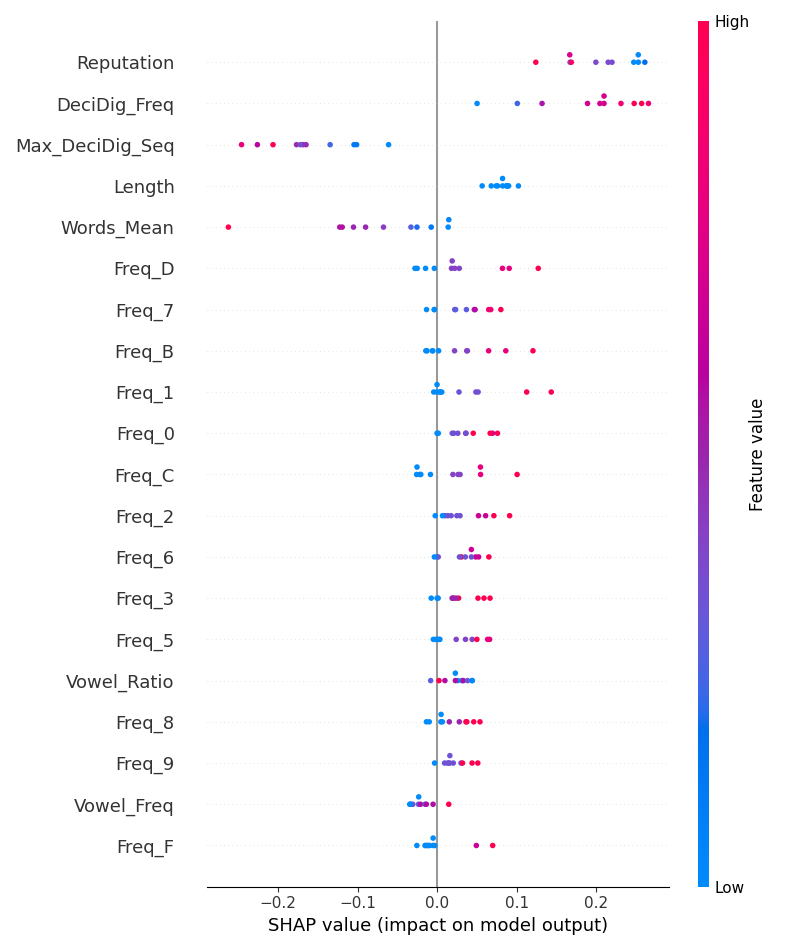 High
Reputation
DeciDig_Freq
Max_DeciDig_Seq
Length
Words_Mean
Freq_D
Freq_7
Freq_B
Freq_1
Freq_0
Freq_C
Freq_2
Freq_6
Freq_3
Freq_5
Vowel_Ratio
Freq_8
Freq_9
Vowel_Freq
Freq_F
Feature value
Low
−0.2 −0.1 0.0 0.1 0.2
SHAP value (impact on model output)